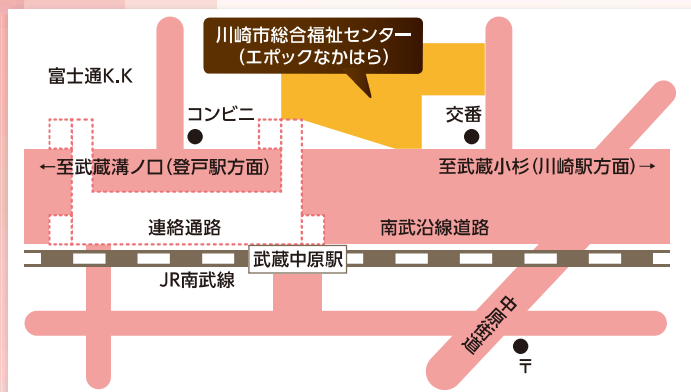 川崎市総合福祉センター
(エポックなかはら)
富士通K.K
コンビニ
交番
←至武蔵溝ノ口(登戸駅方面)
至武蔵小杉(川崎駅方面)→
連絡通路
南武沿線道路
武蔵中原駅
JR南武線
中原街道
〒